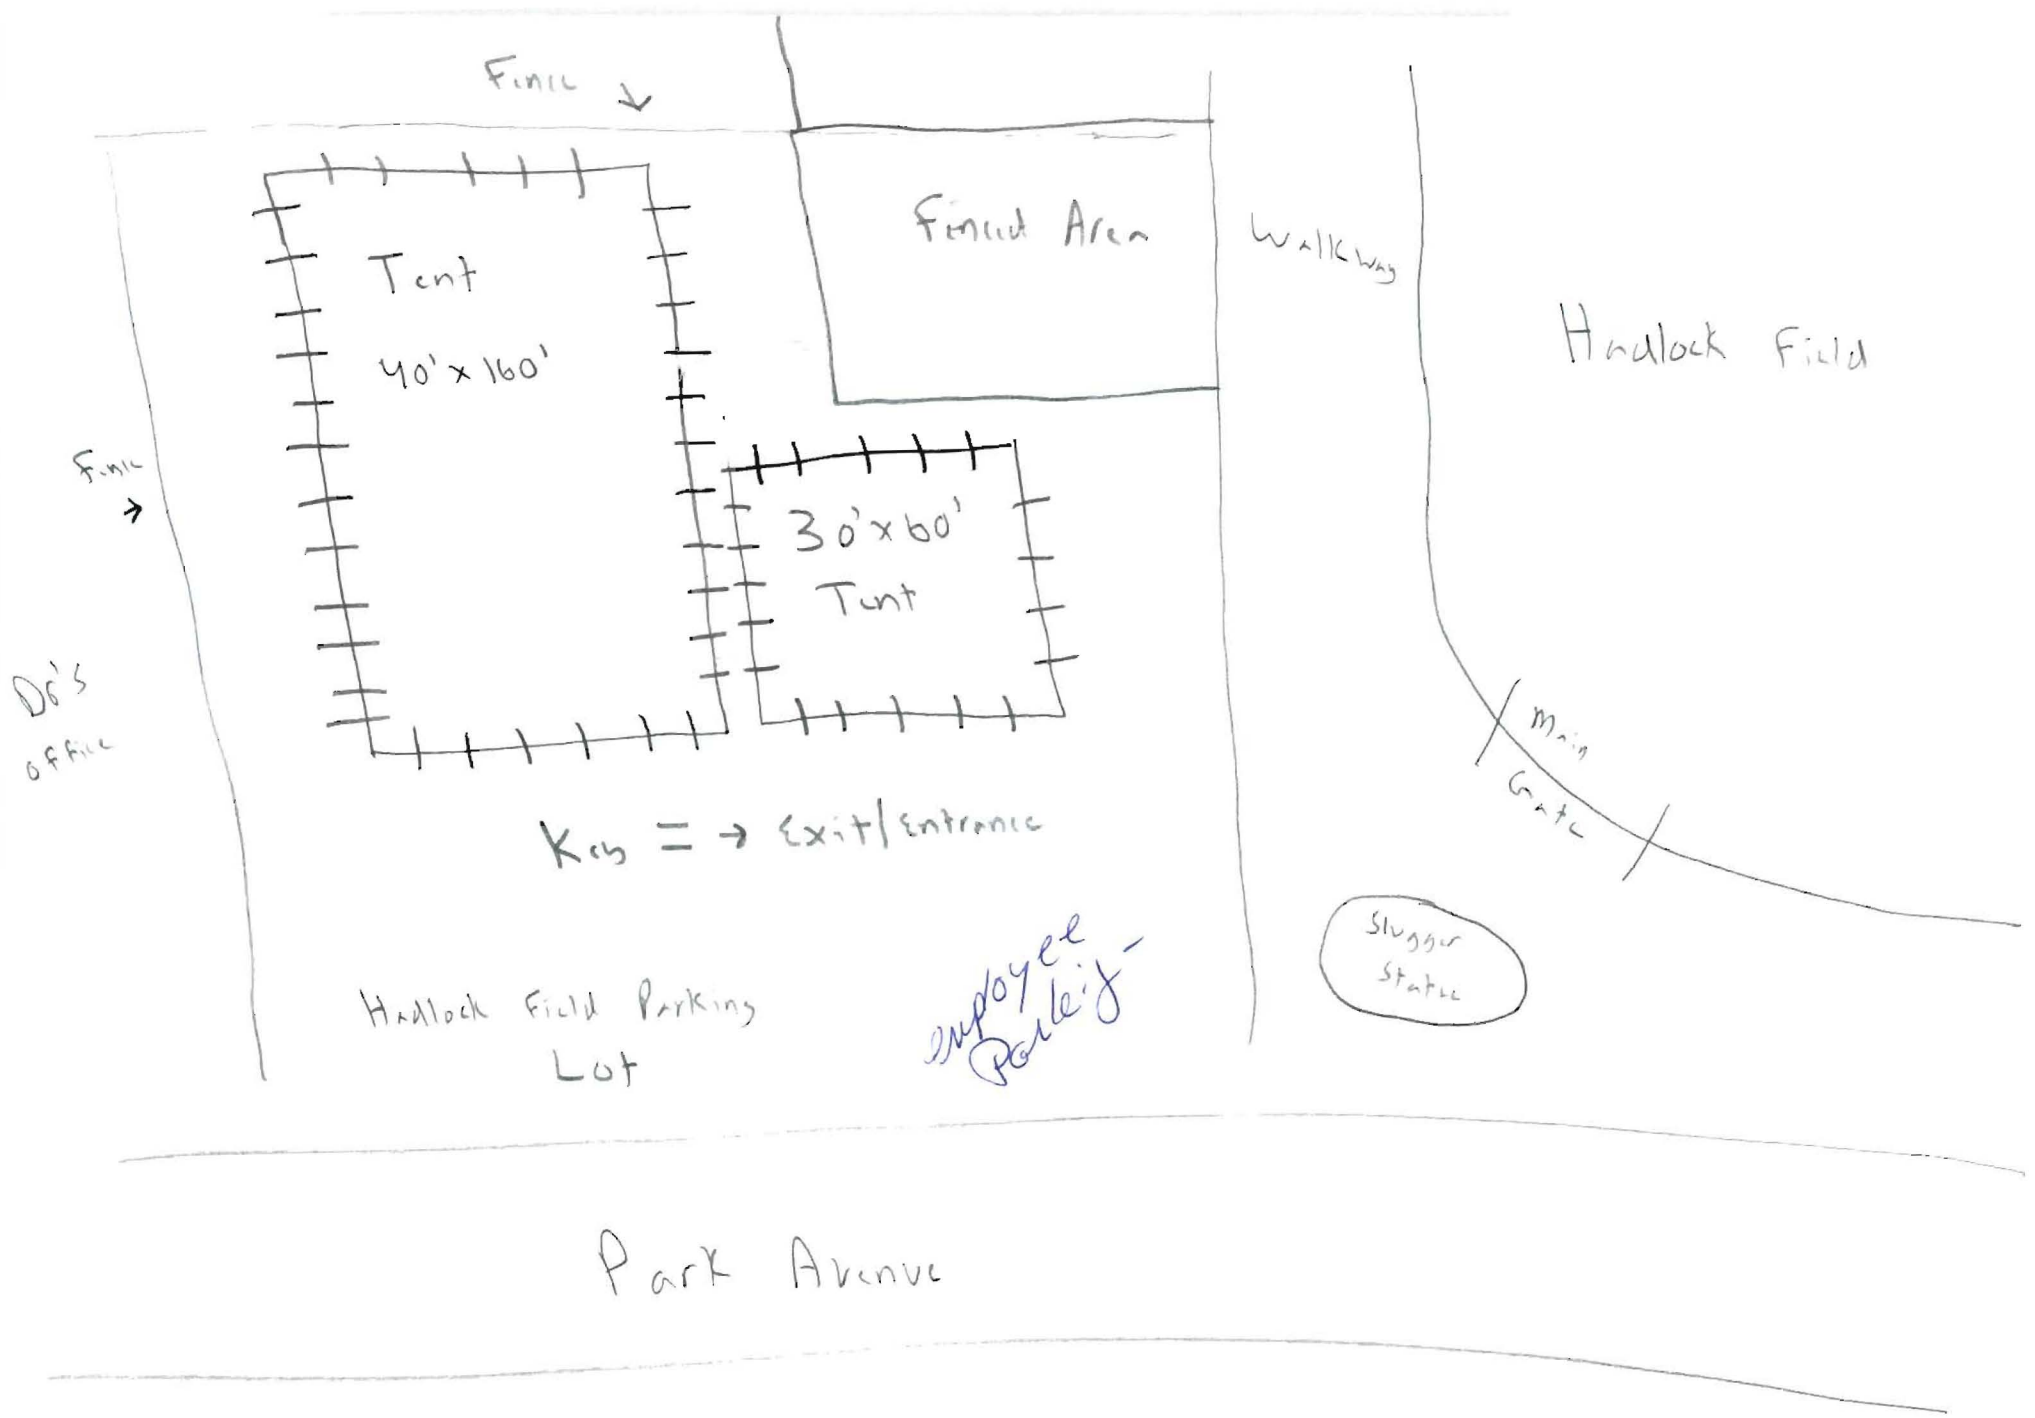 Fence ↓
Fenced Area
Walkway
Tent
40' x 160'
Hadlock Field
Fence
→
30' x 60'
Tent
Dr's
office
Main
Gate
Key = → Exit/Entrance
Slugger
Statue
employee
Parking
Hadlock Field Parking
Lot
Park Avenue